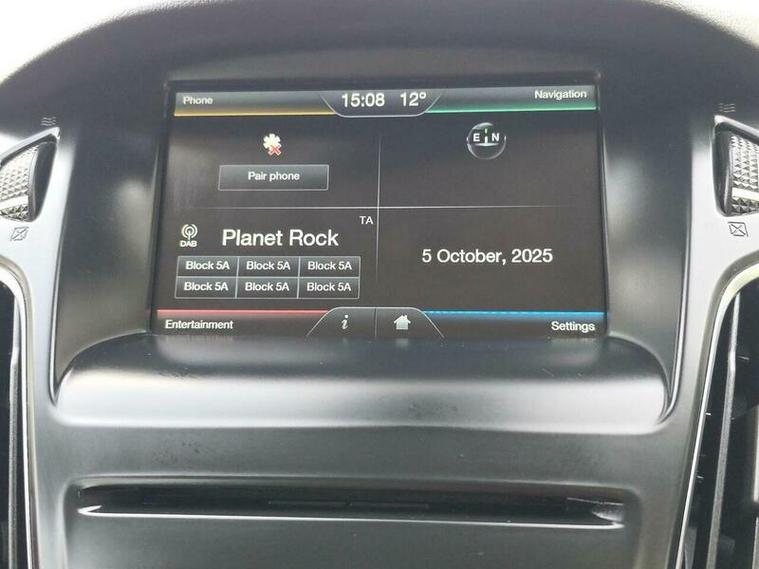 Phone
15:08 12°
Navigation
E N
Pair phone
TA
DAB
Planet Rock
Block 5A Block 5A Block 5A
Block 5A Block 5A Block 5A
5 October, 2025
Entertainment
i
Settings